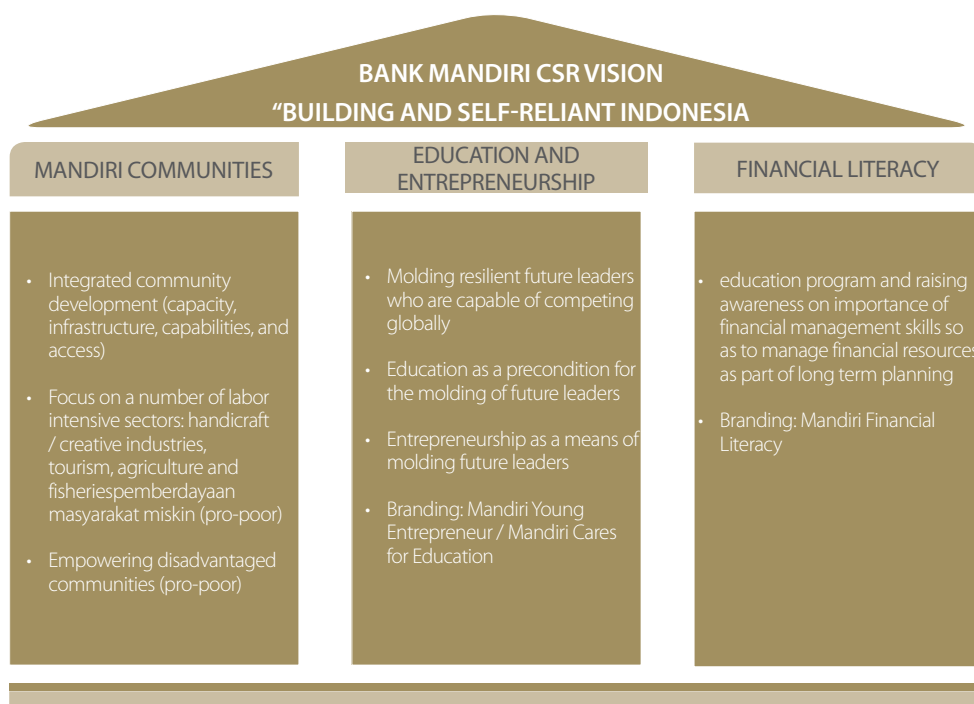 BANK MANDIRI CSR VISION
“BUILDING AND SELF-RELIANT INDONESIA
MANDIRI COMMUNITIES
• Integrated community
development (capacity,
infrastructure, capabilities, and
access)
• Focus on a number of labor
intensive sectors: handicraft
/ creative industries,
tourism, agriculture and
fisheriespemberdayaan
masyarakat miskin (pro-poor)
• Empowering disadvantaged
communities (pro-poor)
EDUCATION AND
ENTREPRENEURSHIP
• Molding resilient future leaders
who are capable of competing
globally
• Education as a precondition for
the molding of future leaders
• Entrepreneurship as a means of
molding future leaders
• Branding: Mandiri Young
Entrepreneur / Mandiri Cares
for Education
FINANCIAL LITERACY
• education program and raising
awareness on importance of
financial management skills so
as to manage financial resources
as part of long term planning
• Branding: Mandiri Financial
Literacy